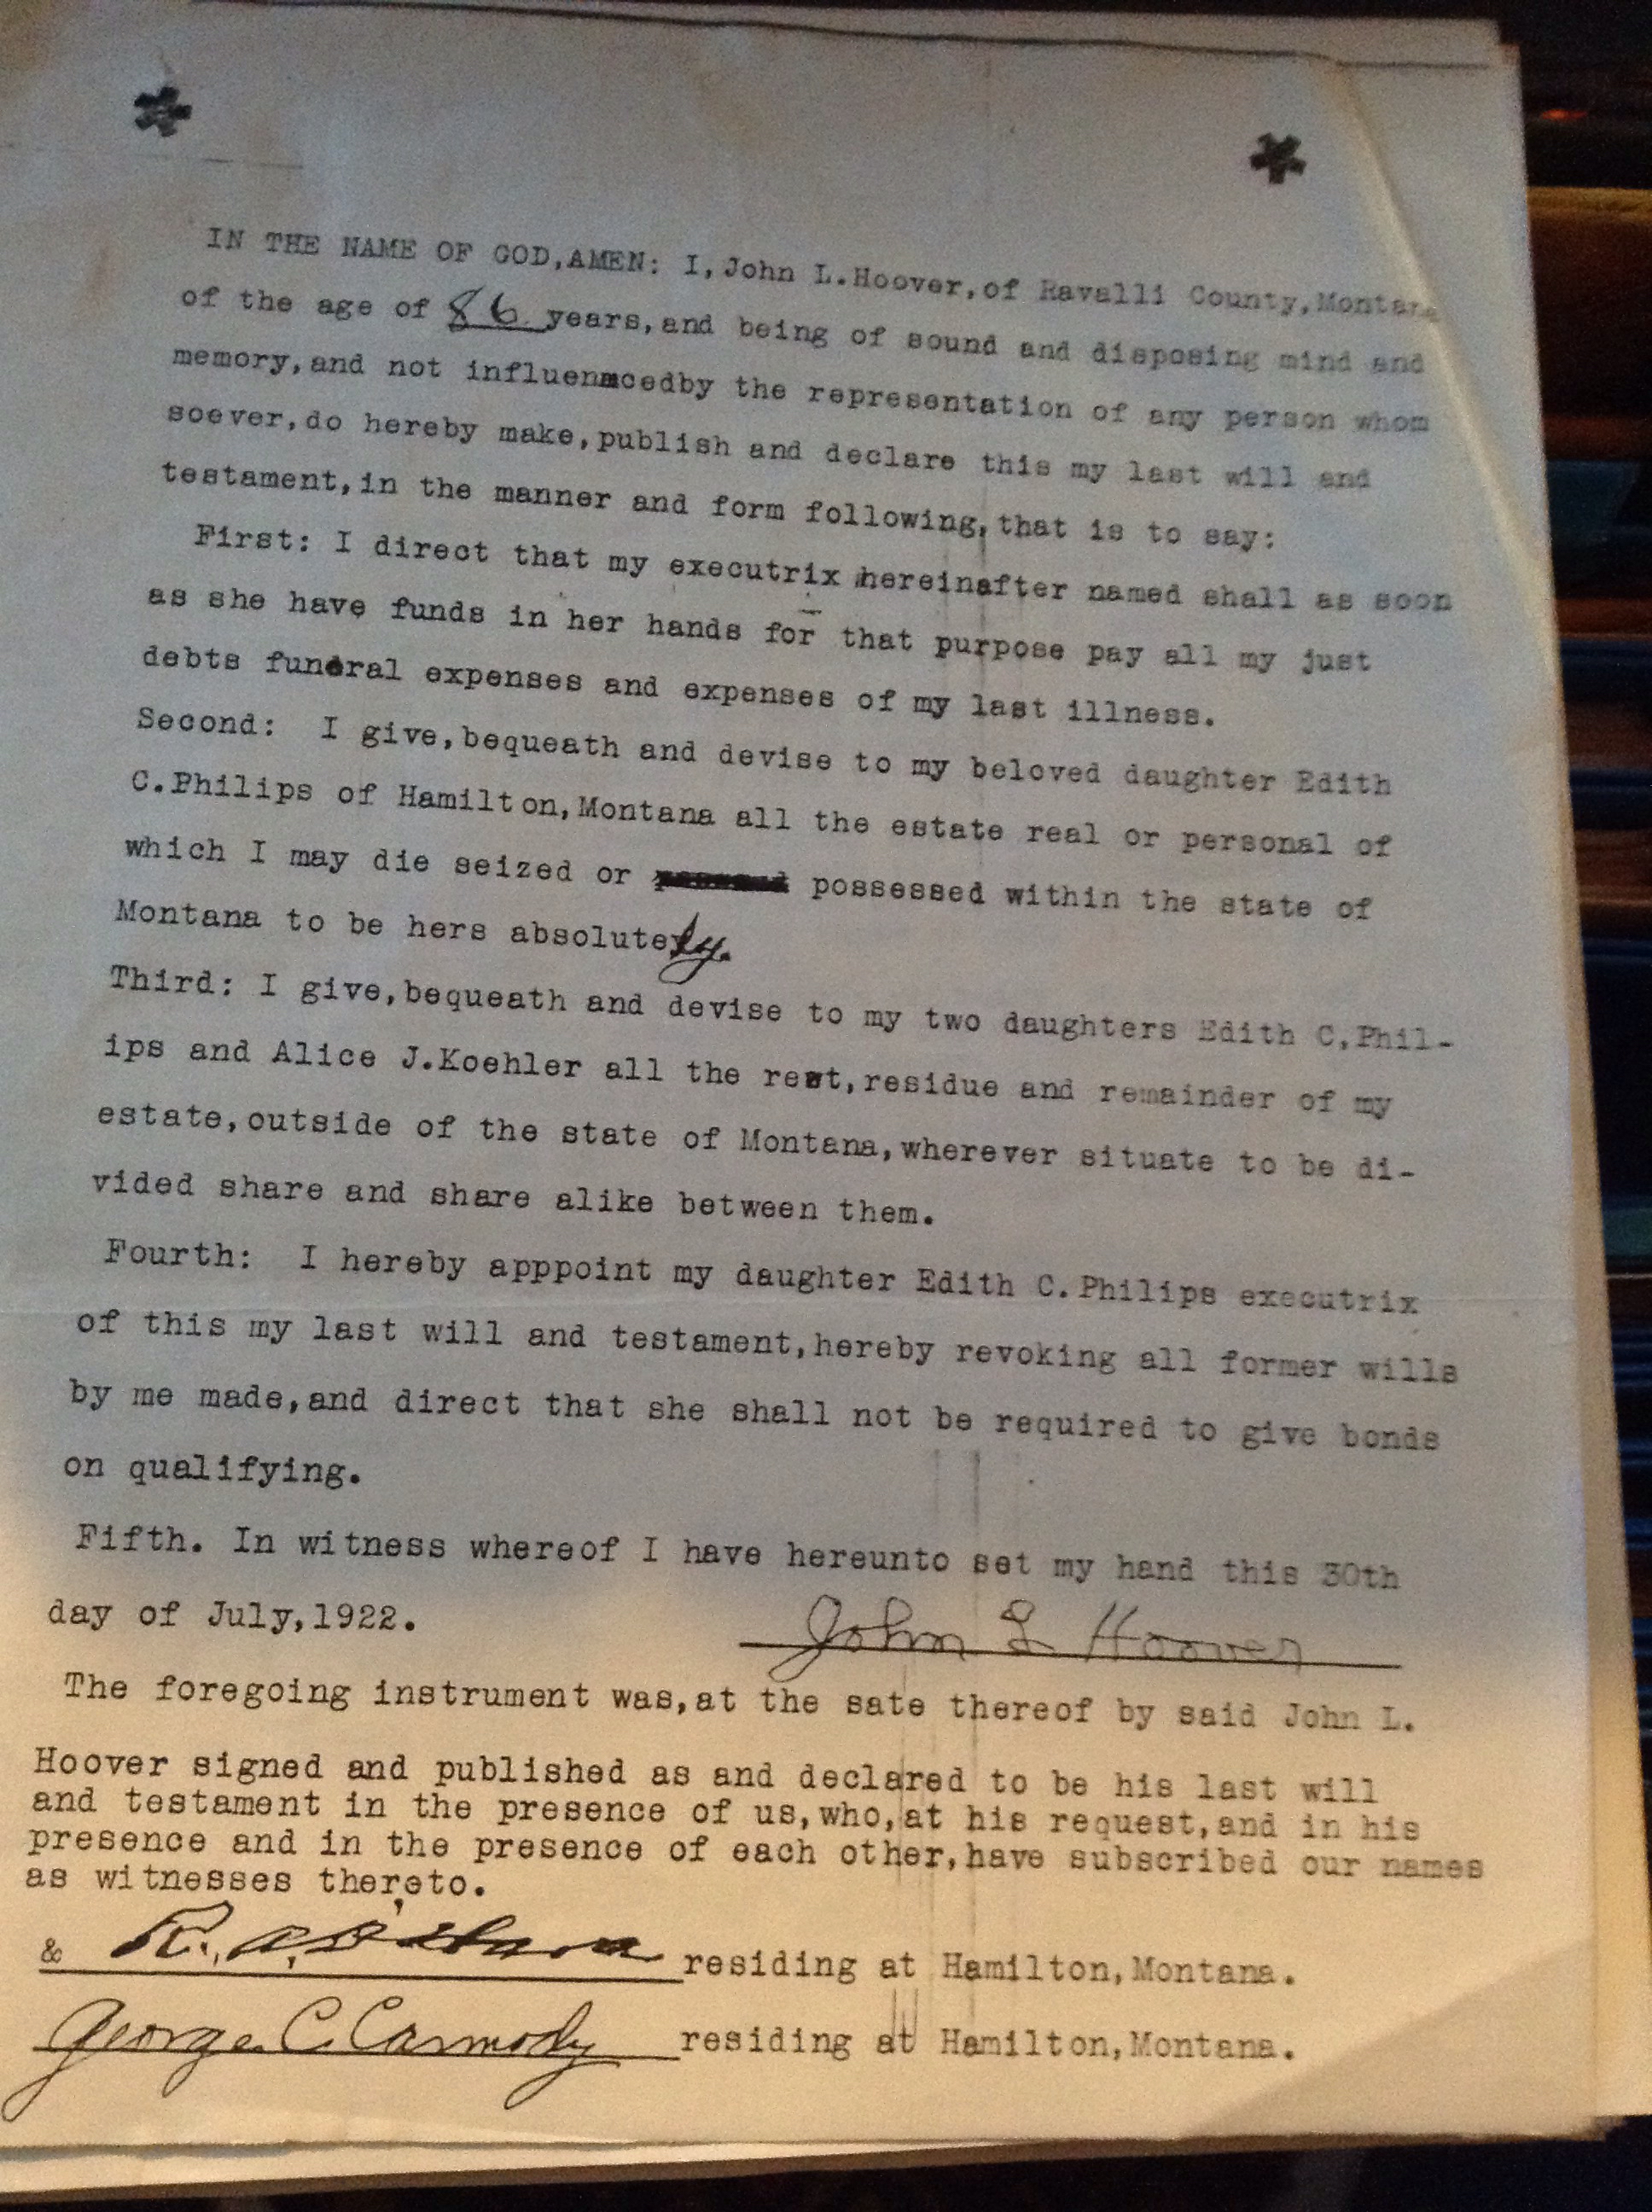 IN THE NAME OF GOD,AMEN: I,John L.Hoover,of Ravalli County,Montana
of the age of 86 years,and being of sound and disposing mind and
memory,and not influenmcedby the representation of any person whom
soever,do hereby make,publish and declare this my last will and
testament,in the manner and form following,that is to say:
First: I direct that my executrix hereinafter named shall as soon
as she have funds in her hands for that purpose pay all my just
debts funeral expenses and expenses of my last illness.
Second: I give,bequeath and devise to my beloved daughter Edith
C.Philips of Hamilton,Montana all the estate real or personal of
which I may die seized or possessed within the state of
Montana to be hers absolutely.
Third: I give,bequeath and devise to my two daughters Edith C,Phil-
ips and Alice J.Koehler all the rest,residue and remainder of my
estate,outside of the state of Montana,wherever situate to be di-
vided share and share alike between them.
Fourth: I hereby apppoint my daughter Edith C.Philips executrix
of this my last will and testament,hereby revoking all former wills
by me made,and direct that she shall not be required to give bonds
on qualifying.
Fifth. In witness whereof I have hereunto set my hand this 30th
day of July,1922. John L Hoover
The foregoing instrument was,at the sate thereof by said John L.
Hoover signed and published as and declared to be his last will
and testament in the presence of us,who,at his request,and in his
presence and in the presence of each other,have subscribed our names
as witnesses thereto.
& R. A. residing at Hamilton,Montana.
George C. Carmody residing at Hamilton,Montana.